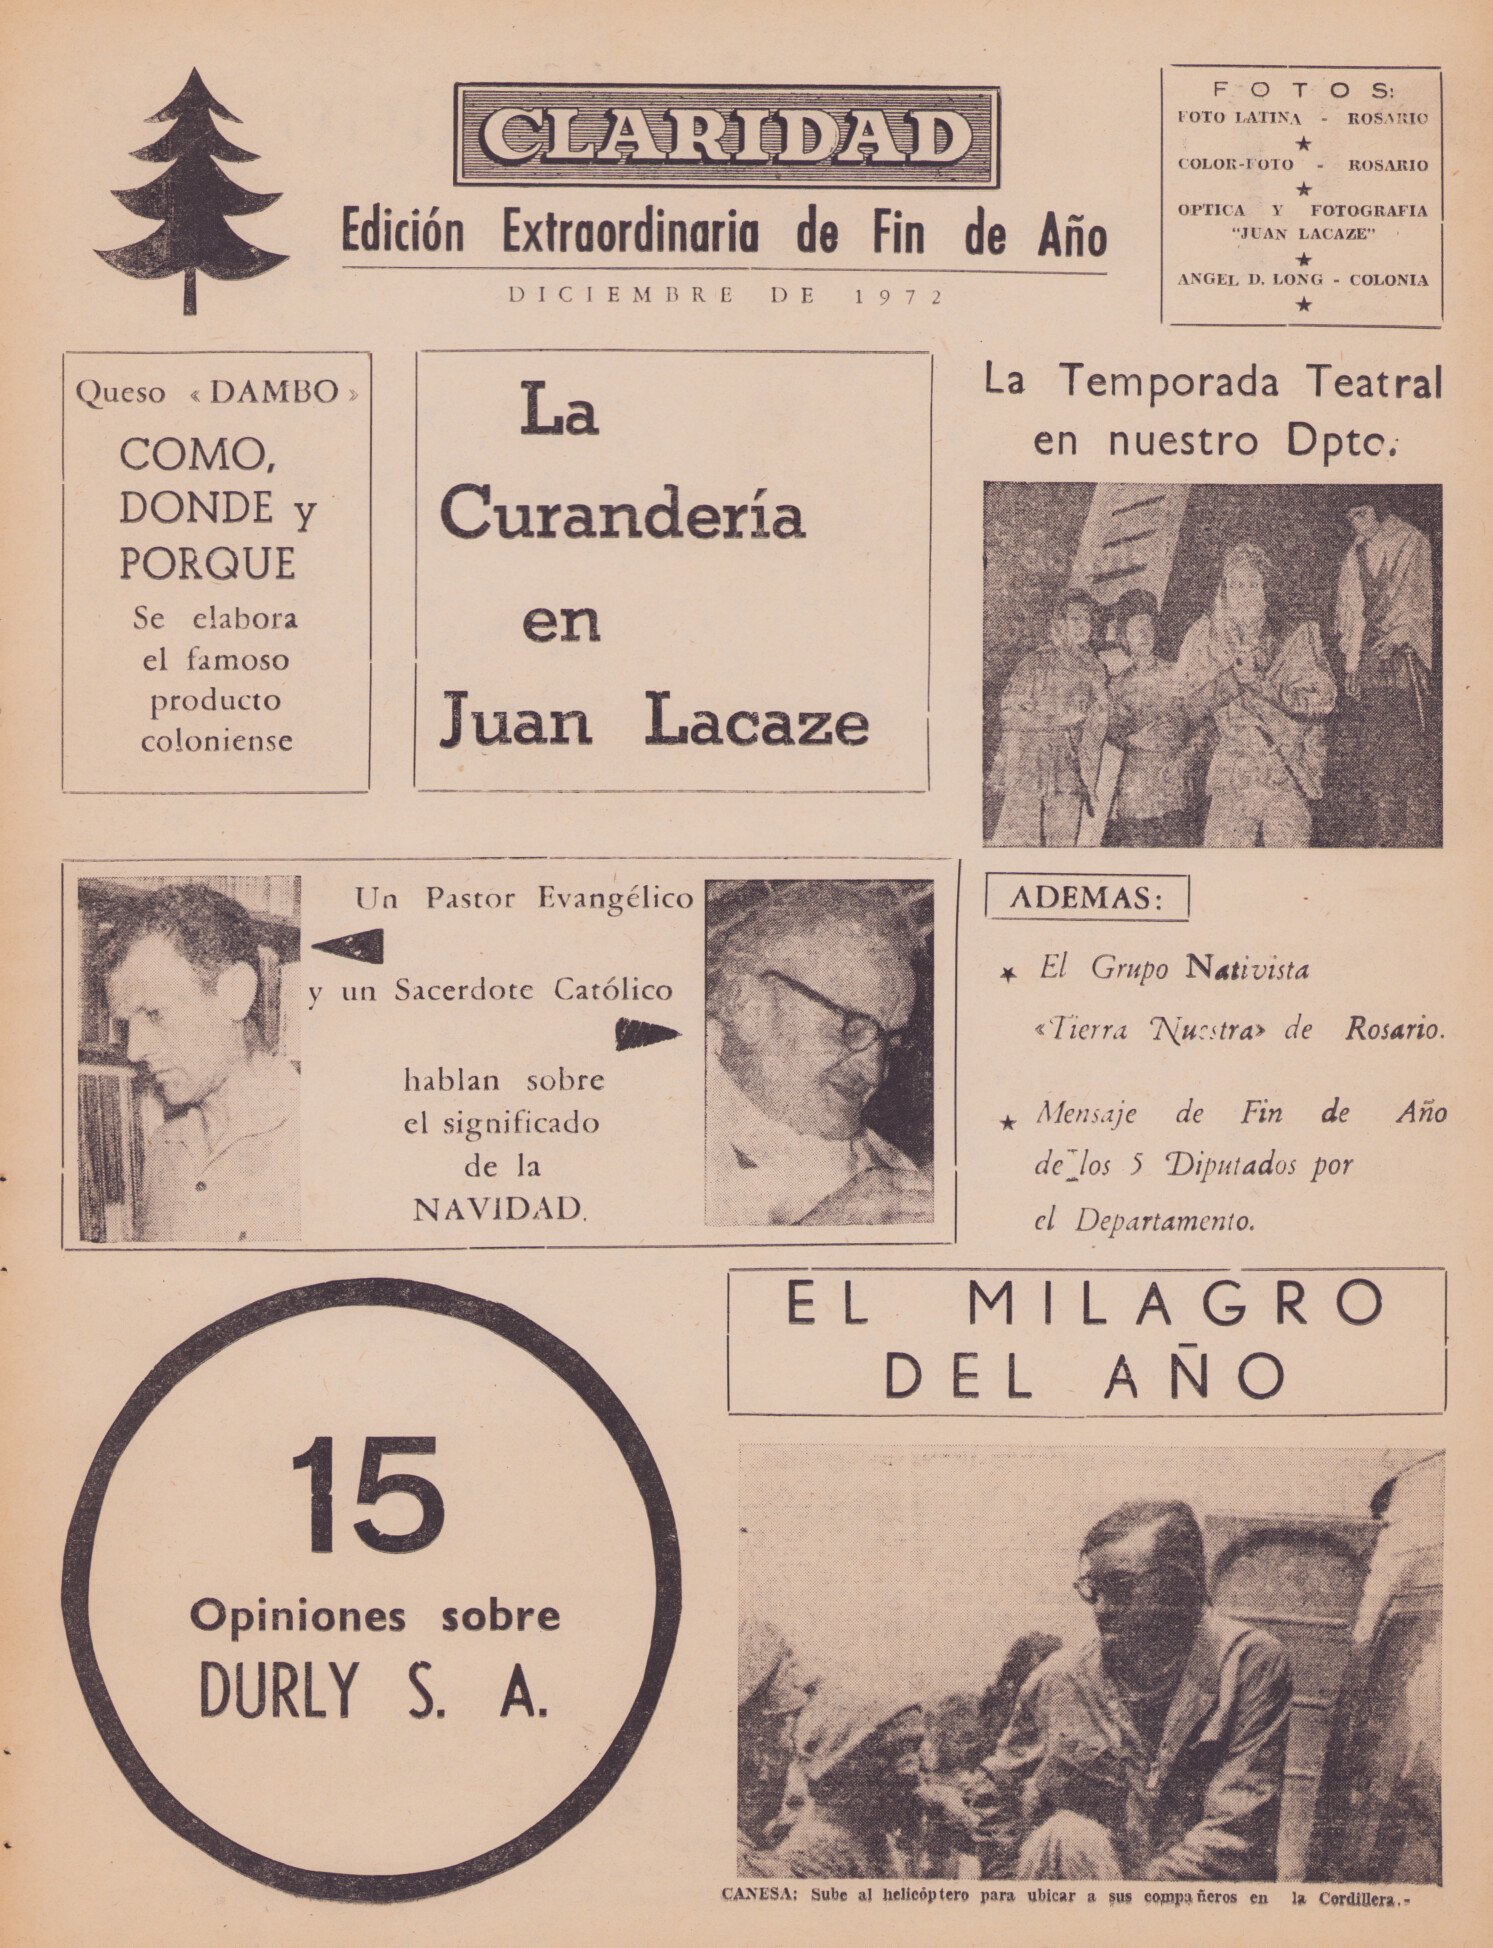 CLARIDAD
Edición Extraordinaria de Fin de Año
DICIEMBRE DE 1972
FOTOS:
FOTO LATINA - ROSARIO
COLOR-FOTO - ROSARIO
OPTICA Y FOTOGRAFIA
"JUAN LACAZE"
ANGEL D. LONG - COLONIA
Queso «DAMBO»
COMO,
DONDE y
PORQUE
Se elabora
el famoso
producto
coloniense
La
Curandería
en
Juan Lacaze
La Temporada Teatral
en nuestro Dpto.
Un Pastor Evangélico
y un Sacerdote Católico
hablan sobre
el significado
de la
NAVIDAD.
ADEMAS:
★ El Grupo Nativista
«Tierra Nuestra» de Rosario.
★ Mensaje de Fin de Año
de los 5 Diputados por
el Departamento.
15
Opiniones sobre
DURLY S. A.
EL MILAGRO
DEL AÑO
CANESA: Sube al helicóptero para ubicar a sus compañeros en la Cordillera.-